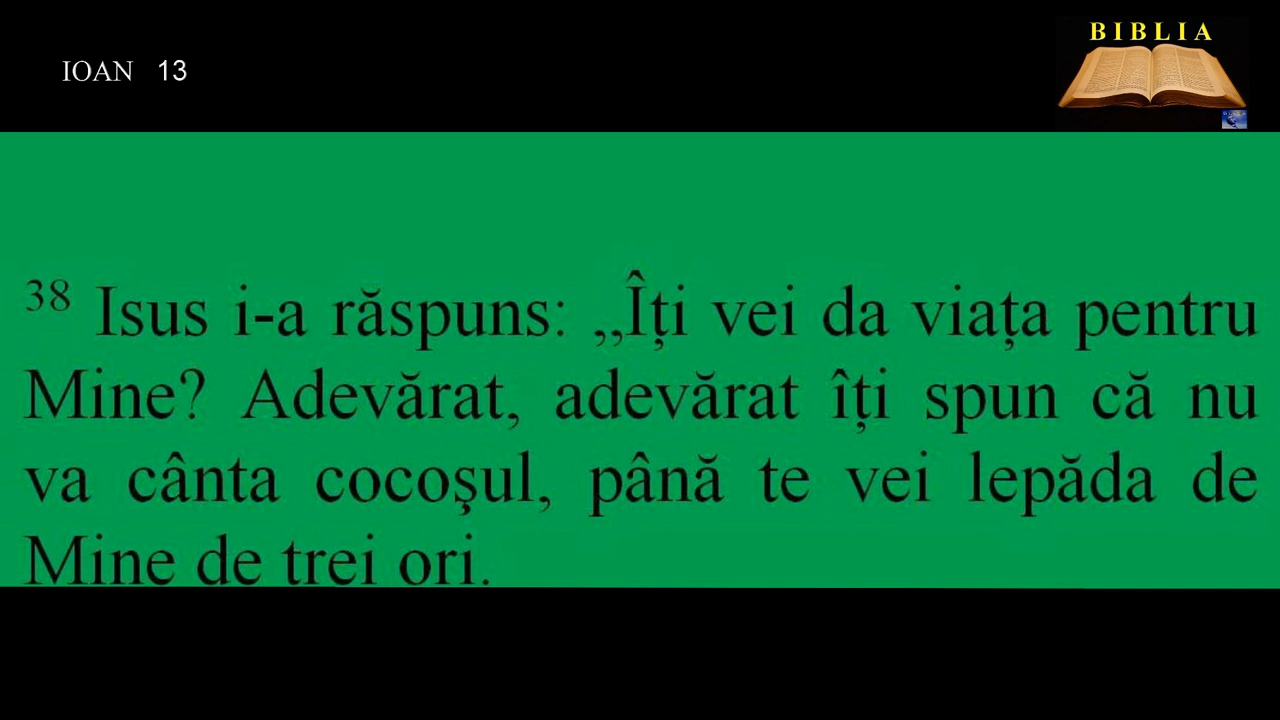 BIBLIA
IOAN 13
38 Isus i-a răspuns: „Îți vei da viața pentru
Mine? Adevărat, adevărat îți spun că nu
va cânta cocoşul, până te vei lepăda de
Mine de trei ori.